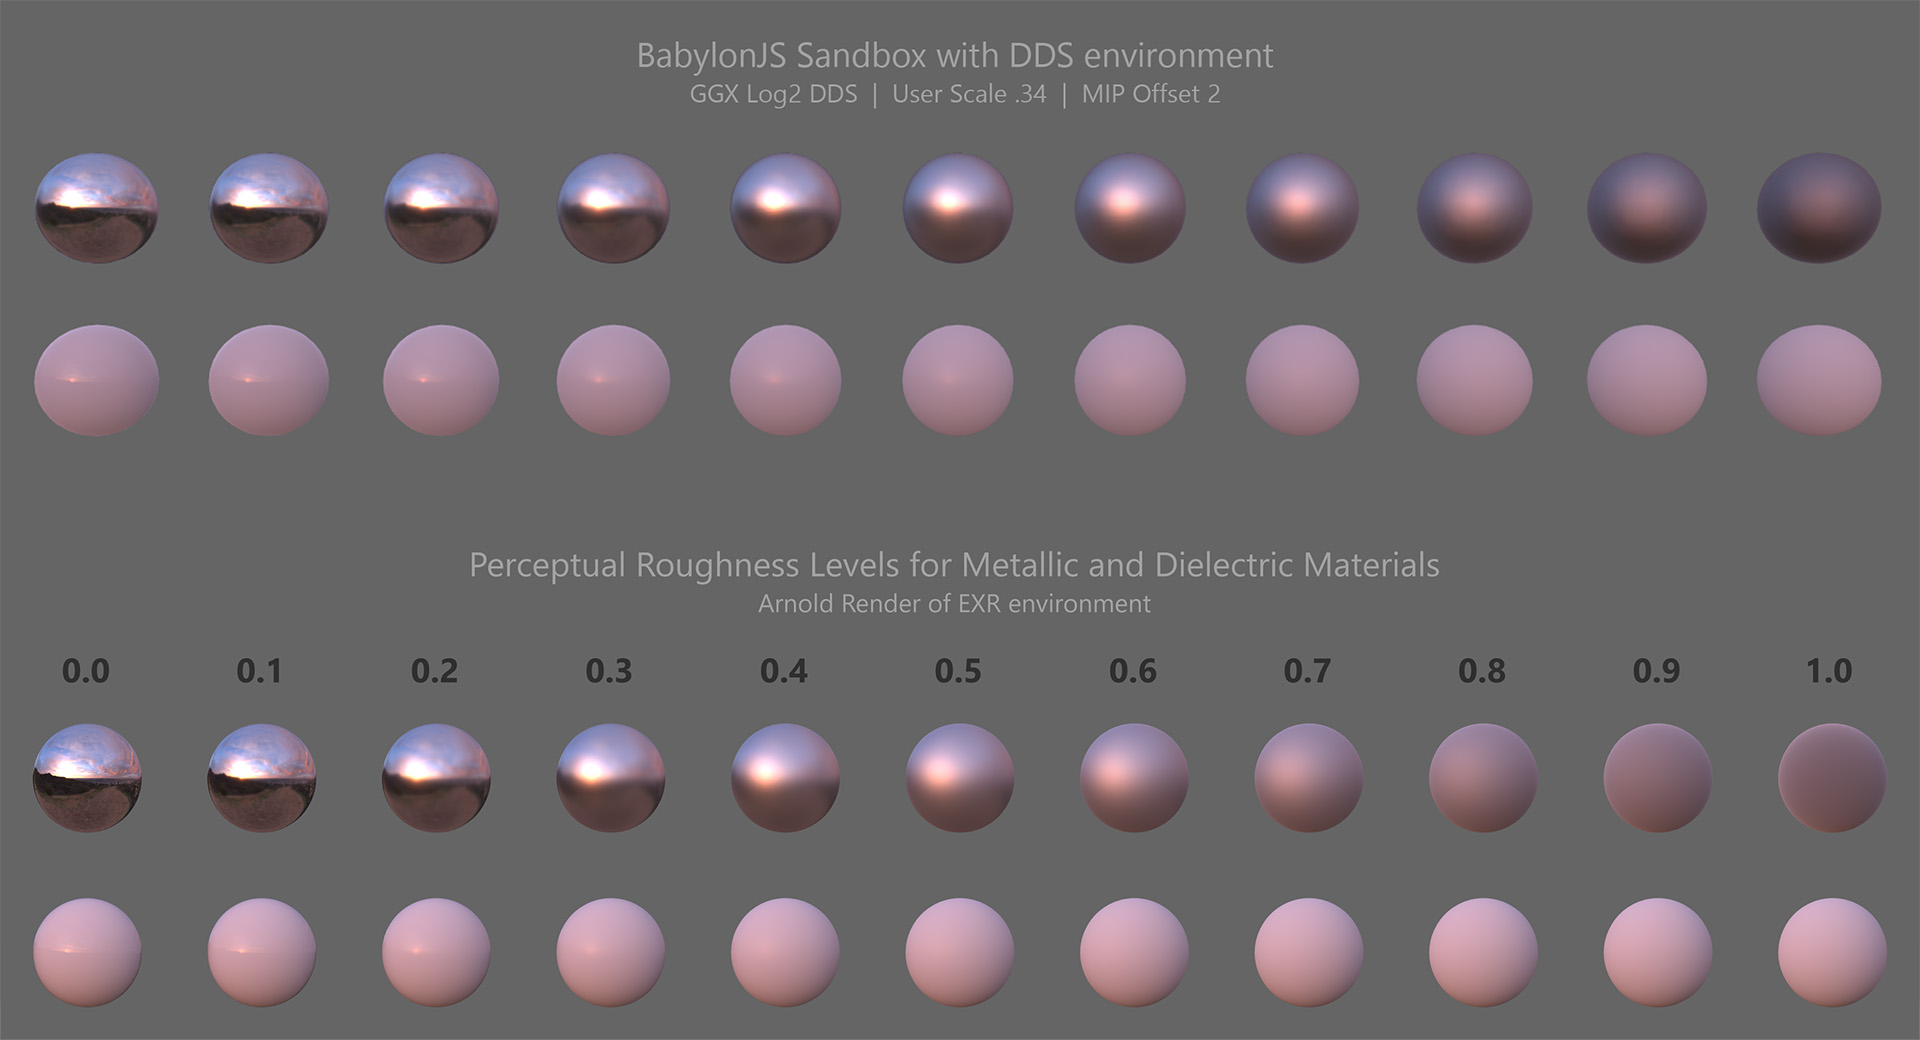 BabylonJS Sandbox with DDS environment
GGX Log2 DDS | User Scale .34 | MIP Offset 2
Perceptual Roughness Levels for Metallic and Dielectric Materials
Arnold Render of EXR environment
0.0 0.1 0.2 0.3 0.4 0.5 0.6 0.7 0.8 0.9 1.0